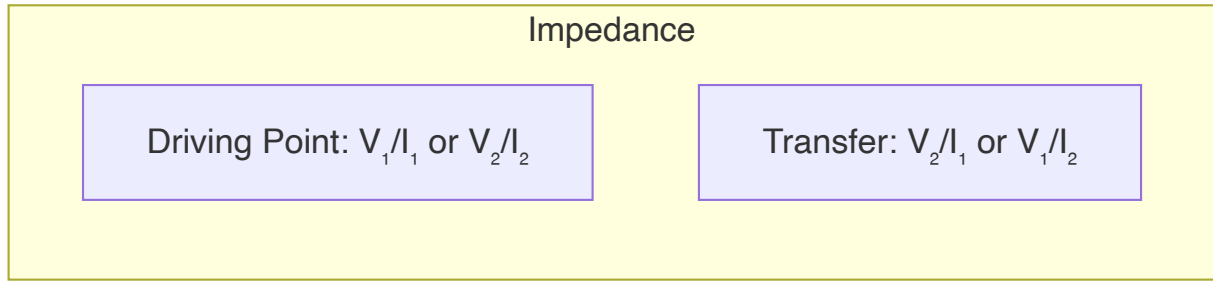 Impedance
Driving Point: V₁/I₁ or V₂/I₂
Transfer: V₂/I₁ or V₁/I₂